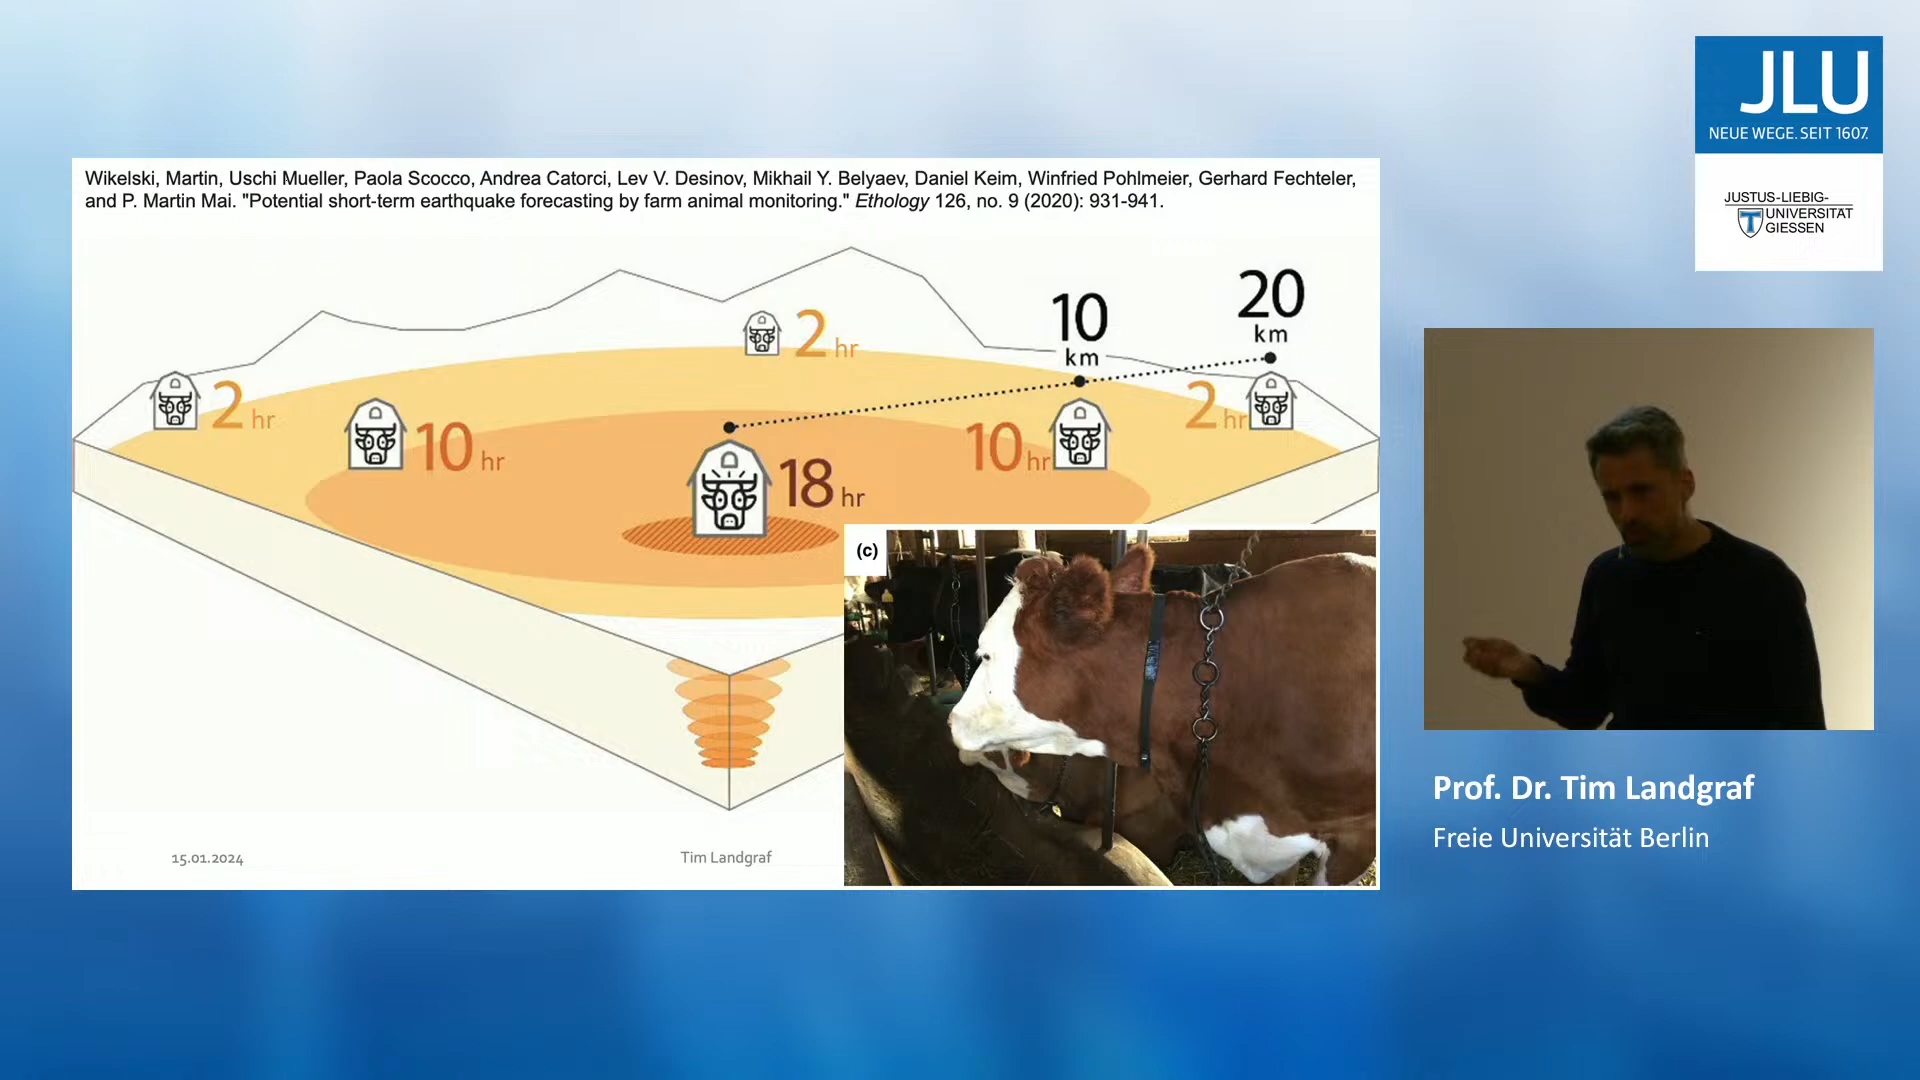 Wikelski, Martin, Uschi Mueller, Paola Scocco, Andrea Catorci, Lev V. Desinov, Mikhail Y. Belyaev, Daniel Keim, Winfried Pohlmeier, Gerhard Fechteler,
and P. Martin Mai. "Potential short-term earthquake forecasting by farm animal monitoring." Ethology 126, no. 9 (2020): 931-941.
20
km
10
km
2 hr
2 hr
2 hr
10 hr
10 hr
18 hr
(c)
15.01.2024
Tim Landgraf
JLU
NEUE WEGE. SEIT 1607.
JUSTUS-LIEBIG-
UNIVERSITÄT
GIESSEN
Prof. Dr. Tim Landgraf
Freie Universität Berlin